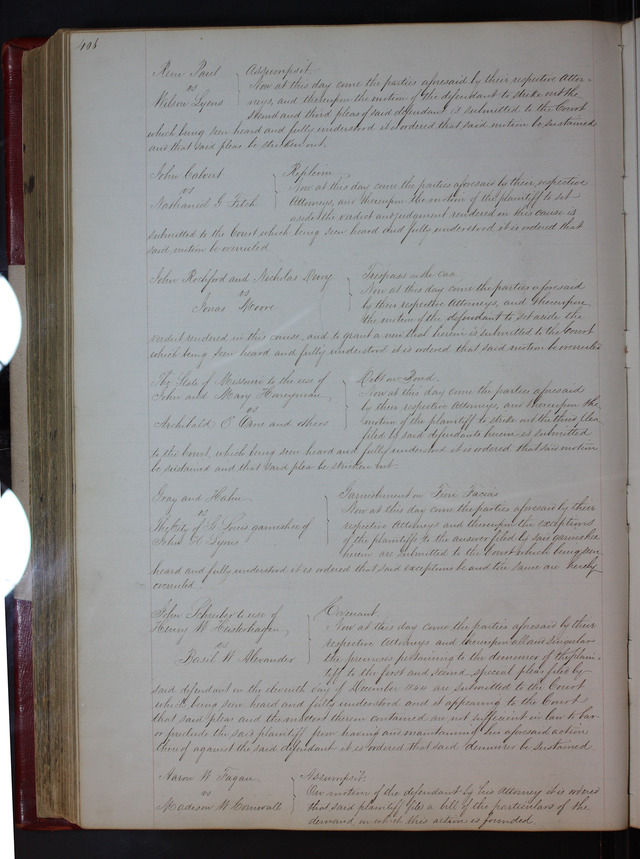 406
Rene Paul } Assumpsit
vs Now at this day come the parties aforesaid by their respective Attor-
Wilson Lyons neys, and thereupon the motion of the defendant to strike out the
second and third pleas of said defendant is submitted to the Court
which being seen heard and fully understood it is ordered that said motion be sustained
and that said pleas be stricken out.
John Calvert } Replevin
vs Now at this day come the parties aforesaid by their respective
Nathaniel G Fitch Attorneys, and thereupon the motion of the plaintiff to set
aside the verdict and judgment rendered in this cause is
submitted to the Court which being seen heard and fully understood it is ordered that
said motion be overruled
John Rochford and Nicholas Berry } Trespass on the case
vs Now at this day come the parties aforesaid
Jonas Moore by their respective Attorneys, and thereupon
the motion of the defendant to set aside the
verdict rendered in this cause, and to grant a new trial herein is submitted to the Court
which being seen heard and fully understood it is ordered that said motion be overruled
The State of Missouri to the use of } Debt on Bond.
John and Mary Honeyman Now at this day come the parties aforesaid
vs by their respective Attorneys, and thereupon the
Archibald C and others motion of the plaintiff to strike out the third plea
filed by said defendants herein is submitted
to the Court, which being seen heard and fully understood it is ordered that said motion
be sustained and that said plea be stricken out.
Gray and Hahn } Garnishment on Fieri Facias
vs Now at this day come the parties aforesaid by their
The City of St Louis garnishee of respective Attorneys and thereupon the exceptions
John D Lyons of the plaintiffs to the answer filed by said garnishee
herein are submitted to the Court which being seen
heard and fully understood it is ordered that said exceptions be and the same are hereby
overruled
John to use of } Covenant
Henry W Hesterhagen Now at this day come the parties aforesaid by their
vs respective Attorneys and thereupon all and singular
Basil W Alexander the premises pertaining to the demurrer of the plain-
tiff to the first and second special pleas filed by
said defendant on the eleventh day of December 1844 are submitted to the Court
which being seen heard and fully understood and it appearing to the Court
that said pleas and the matters therein contained are not sufficient in law to bar
or preclude the said plaintiff from having and maintaining his aforesaid action
thereof against the said defendant it is ordered that said demurrer be sustained.
Aaron W Fagan } Assumpsit.
vs On motion of the defendant by his Attorney it is ordered
Madison W Cornwall that said plaintiff file a bill of the particulars of the
demand on which this action is founded